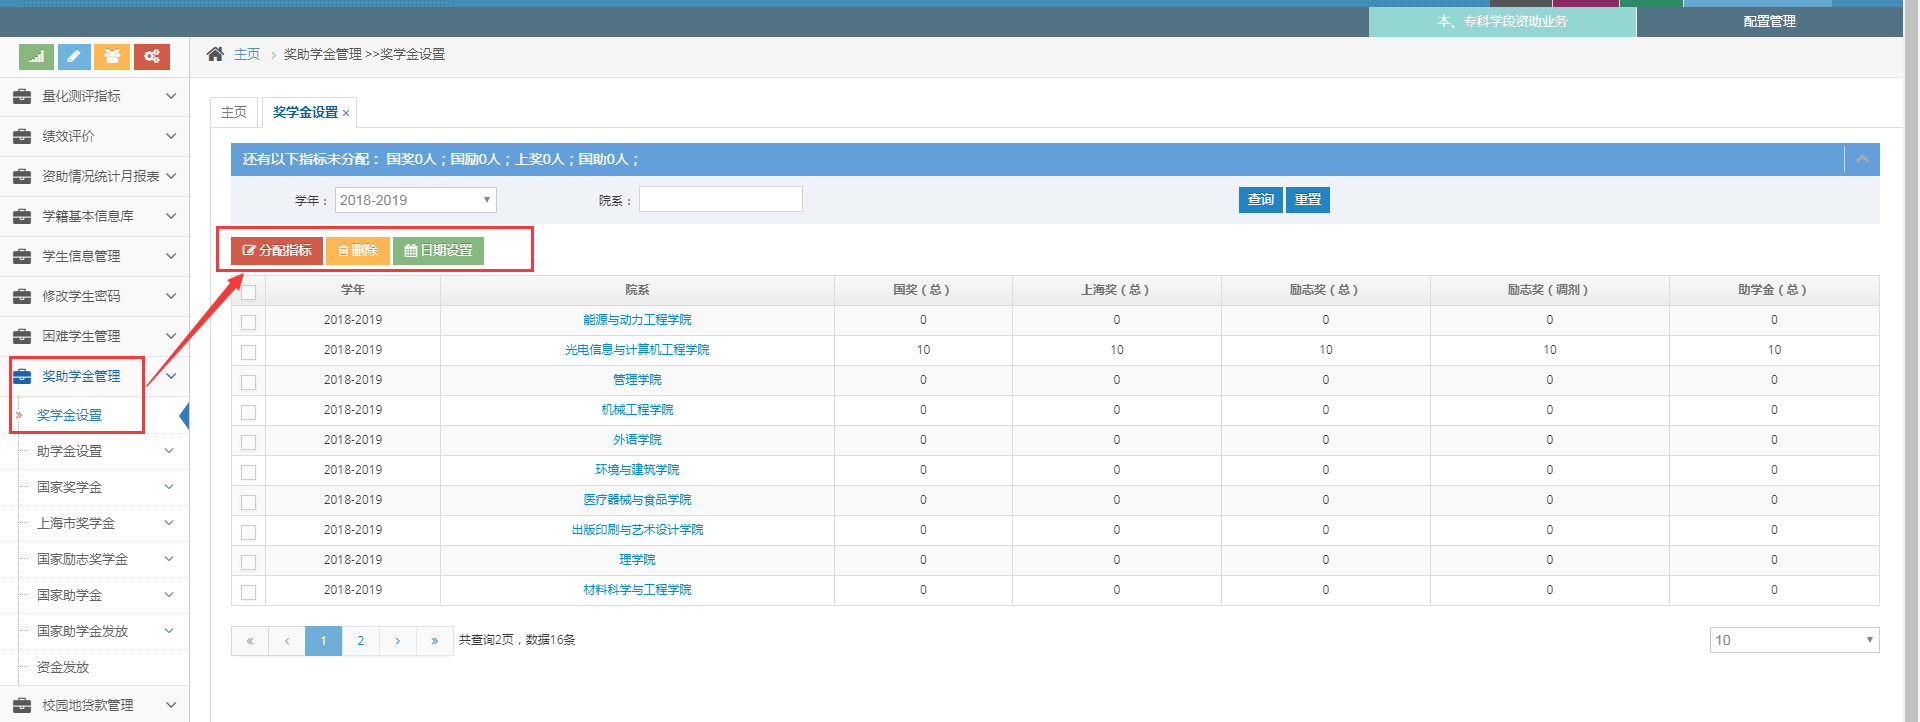 本、专科学段资助业务
配置管理
主页 > 奖助学金管理 >>奖学金设置
量化测评指标
绩效评价
资助情况统计月报表
学籍基本信息库
学生信息管理
修改学生密码
困难学生管理
奖助学金管理
» 奖学金设置
助学金设置
国家奖学金
上海市奖学金
国家励志奖学金
国家助学金
国家助学金发放
资金发放
校园地贷款管理
主页 奖学金设置 ×
还有以下指标未分配： 国奖0人；国励0人；上奖0人；国助0人；
学年： 2018-2019 院系： 查询 重置
分配指标 删除 日期设置
学年 院系 国奖（总） 上海奖（总） 励志奖（总） 励志奖（调剂） 助学金（总）
2018-2019 能源与动力工程学院 0 0 0 0 0
2018-2019 光电信息与计算机工程学院 10 10 10 10 10
2018-2019 管理学院 0 0 0 0 0
2018-2019 机械工程学院 0 0 0 0 0
2018-2019 外语学院 0 0 0 0 0
2018-2019 环境与建筑学院 0 0 0 0 0
2018-2019 医疗器械与食品学院 0 0 0 0 0
2018-2019 出版印刷与艺术设计学院 0 0 0 0 0
2018-2019 理学院 0 0 0 0 0
2018-2019 材料科学与工程学院 0 0 0 0 0
« ‹ 1 2 › » 共查询2页，数据16条 10